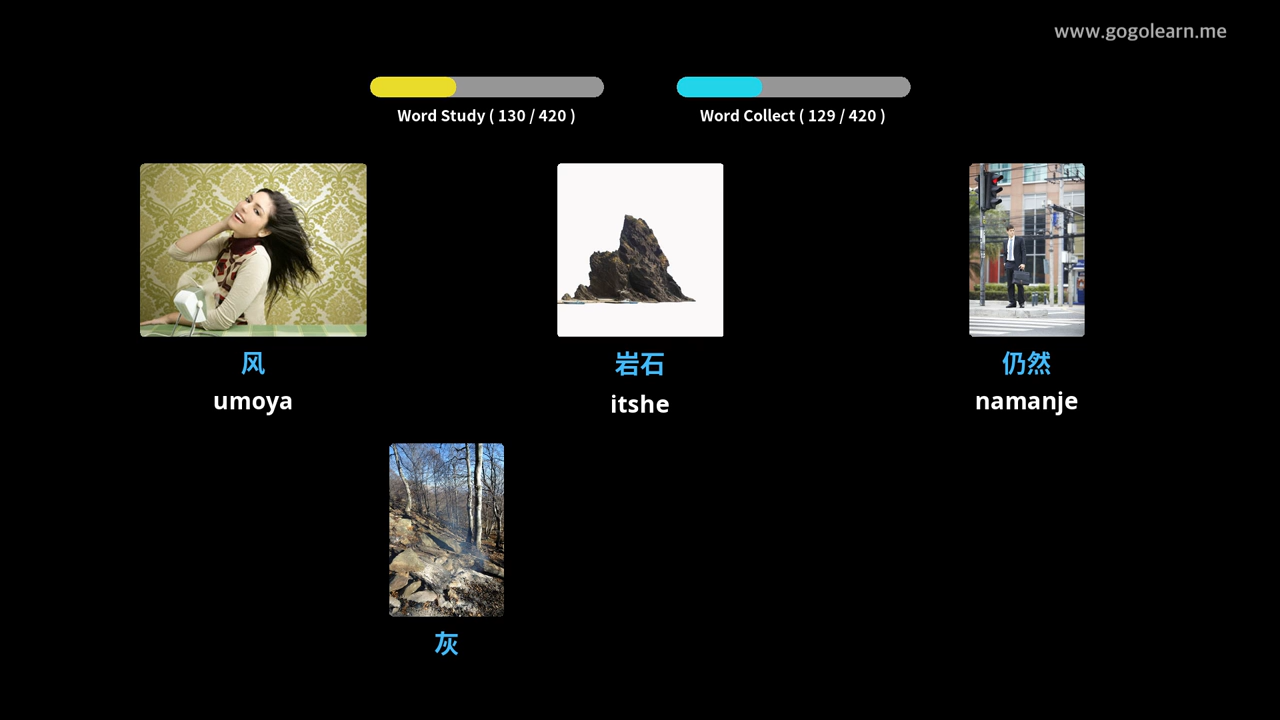 www.gogolearn.me
Word Study ( 130 / 420 )
Word Collect ( 129 / 420 )
风
umoya
岩石
itshe
仍然
namanje
灰